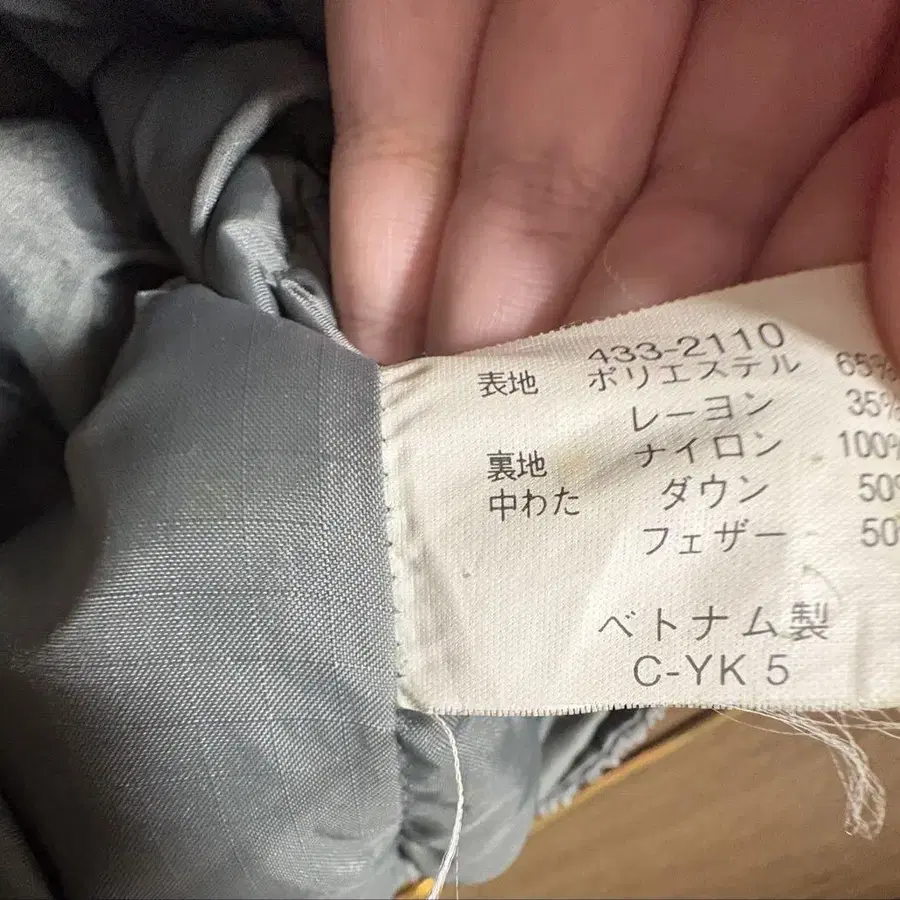 433-2110
表地 ポリエステル 65%
レーヨン 35%
裏地 ナイロン 100%
中わた ダウン 50%
フェザー 50
ベトナム製
C-YK 5